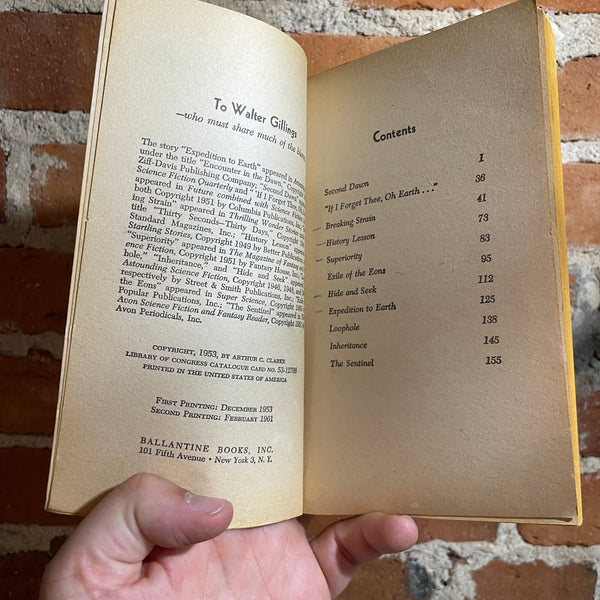 To Walter Gillings
—who must share much of the
The story "Expedition to Earth" appeared in
under the title "Encounter in the Dawn,"
Ziff-Davis Publishing Company; "Second Dawn"
Science Fiction Quarterly and "If I Forget Thee,
appeared in Future combined with Science Fiction
both Copyright 1951 by Columbia Publications,
ing Strain" appeared in Thrilling Wonder
the title "Thirty Seconds—Thirty Days,"
Standard Magazines, Inc.; "History Lesson"
Startling Stories, Copyright 1949 by Better
"Superiority" appeared in The Magazine of Fantasy
ence Fiction, Copyright 1951 by Fantasy House, Inc.;
hole," "Inheritance," and "Hide and Seek"
Astounding Science Fiction, Copyright 1946,
respectively by Street & Smith Publications, Inc.;
the Eons" appeared in Super Science, Copyright
Popular Publications, Inc.; "The Sentinel"
Avon Science Fiction and Fantasy Reader, Copyright
Avon Periodicals, Inc.
COPYRIGHT, 1953, BY ARTHUR C. CLARKE
LIBRARY OF CONGRESS CATALOGUE CARD NO. 53-12786
PRINTED IN THE UNITED STATES OF AMERICA
FIRST PRINTING: DECEMBER 1953
SECOND PRINTING: FEBRUARY 1961
BALLANTINE BOOKS, INC.
101 Fifth Avenue • New York 3, N. Y.
Contents
Second Dawn 1
"If I Forget Thee, Oh Earth . . ." 36
Breaking Strain 41
History Lesson 73
Superiority 83
Exile of the Eons 95
Hide and Seek 112
Expedition to Earth 125
Loophole 138
Inheritance 145
The Sentinel 155